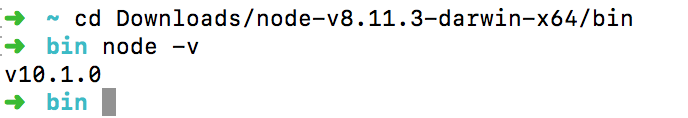 ➜ ~ cd Downloads/node-v8.11.3-darwin-x64/bin
➜ bin node -v
v10.1.0
➜ bin